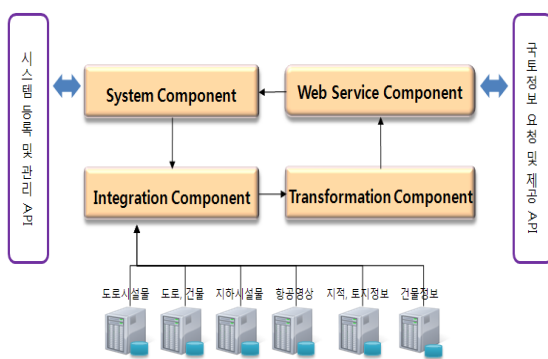 시스템 등록 및 관리 API
System Component
Web Service Component
국토정보 요청 및 제공 API
Integration Component
Transformation Component
도로시설물
도로, 건물
지하시설물
항공영상
지적, 토지정보
건물정보